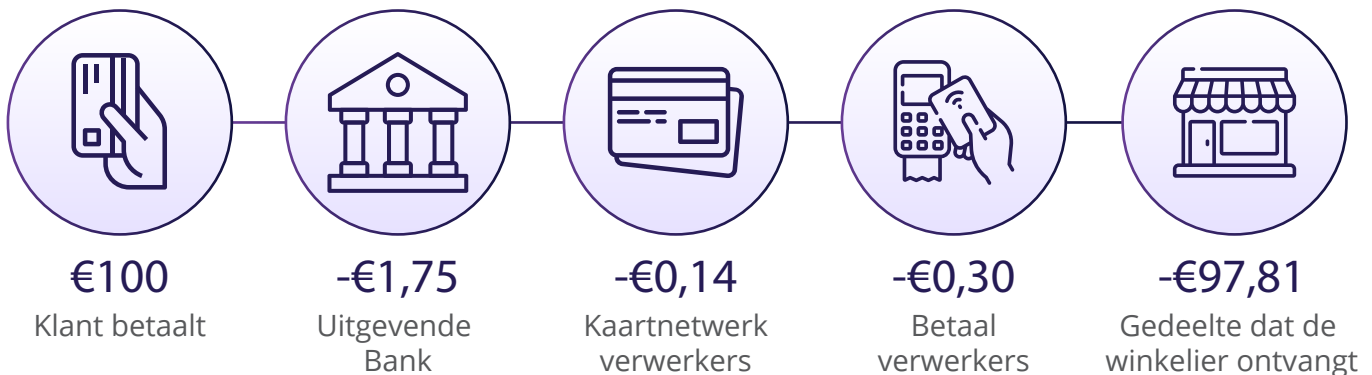 €100
Klant betaalt
-€1,75
Uitgevende
Bank
-€0,14
Kaartnetwerk
verwerkers
-€0,30
Betaal
verwerkers
-€97,81
Gedeelte dat de
winkelier ontvangt